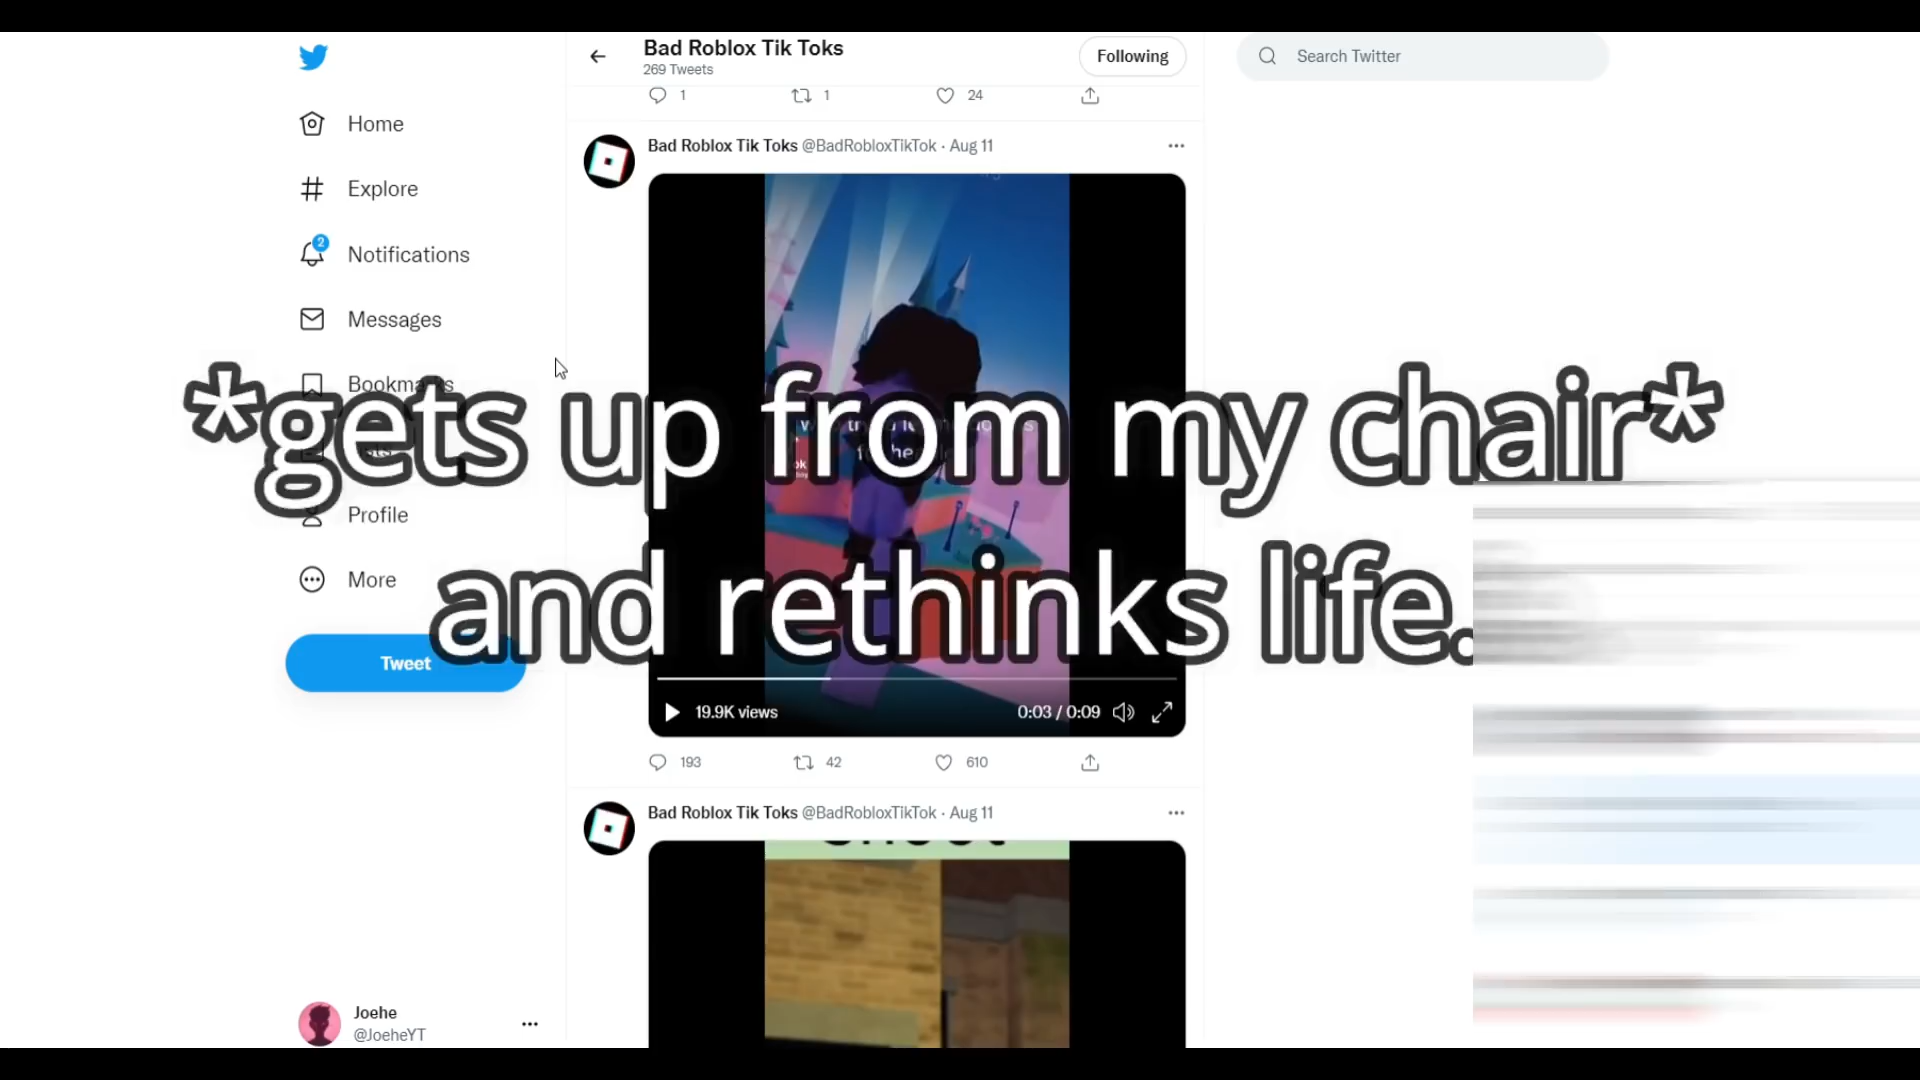 Bad Roblox Tik Toks
269 Tweets
Following
Search Twitter
1
1
24
Home
Explore
2
Notifications
Messages
Bookmarks
Profile
More
Tweet
Bad Roblox Tik Toks @BadRobloxTikTok · Aug 11
*gets up from my chair*
and rethinks life.
19.9K views
0:03 / 0:09
193
42
610
Bad Roblox Tik Toks @BadRobloxTikTok · Aug 11
Joehe
@JoeheYT